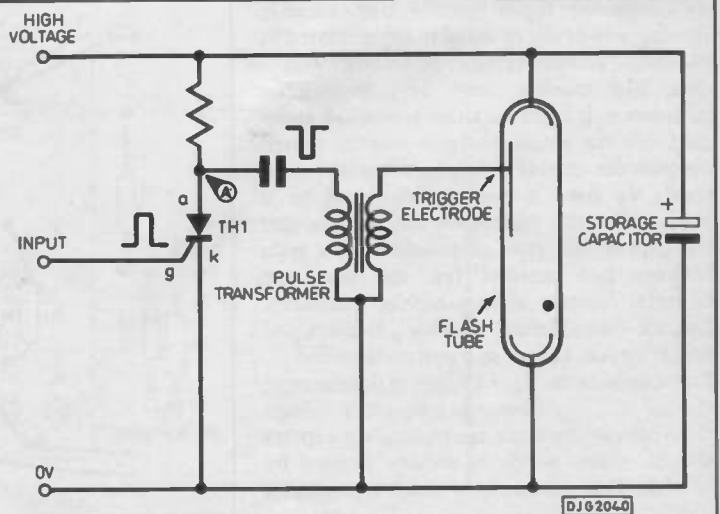 HIGH
VOLTAGE
A
a
TH1
INPUT
g
k
PULSE
TRANSFORMER
TRIGGER
ELECTRODE
FLASH
TUBE
+
STORAGE
CAPACITOR
0V
DJG2040